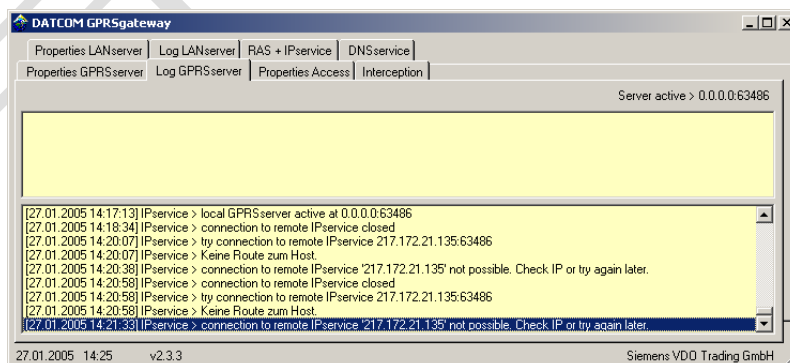 DATCOM GPRSgateway
Properties LANserver Log LANserver RAS + IPservice DNSservice
Properties GPRSserver Log GPRSserver Properties Access Interception
Server active > 0.0.0.0:63486
[27.01.2005 14:17:13] IPservice > local GPRSserver active at 0.0.0.0:63486
[27.01.2005 14:18:34] IPservice > connection to remote IPservice closed
[27.01.2005 14:20:07] IPservice > try connection to remote IPservice 217.172.21.135:63486
[27.01.2005 14:20:07] IPservice > Keine Route zum Host.
[27.01.2005 14:20:38] IPservice > connection to remote IPservice '217.172.21.135' not possible. Check IP or try again later.
[27.01.2005 14:20:58] IPservice > connection to remote IPservice closed
[27.01.2005 14:20:58] IPservice > try connection to remote IPservice 217.172.21.135:63486
[27.01.2005 14:20:58] IPservice > Keine Route zum Host.
[27.01.2005 14:21:33] IPservice > connection to remote IPservice '217.172.21.135' not possible. Check IP or try again later.
27.01.2005 14:25 v2.3.3 Siemens VDO Trading GmbH